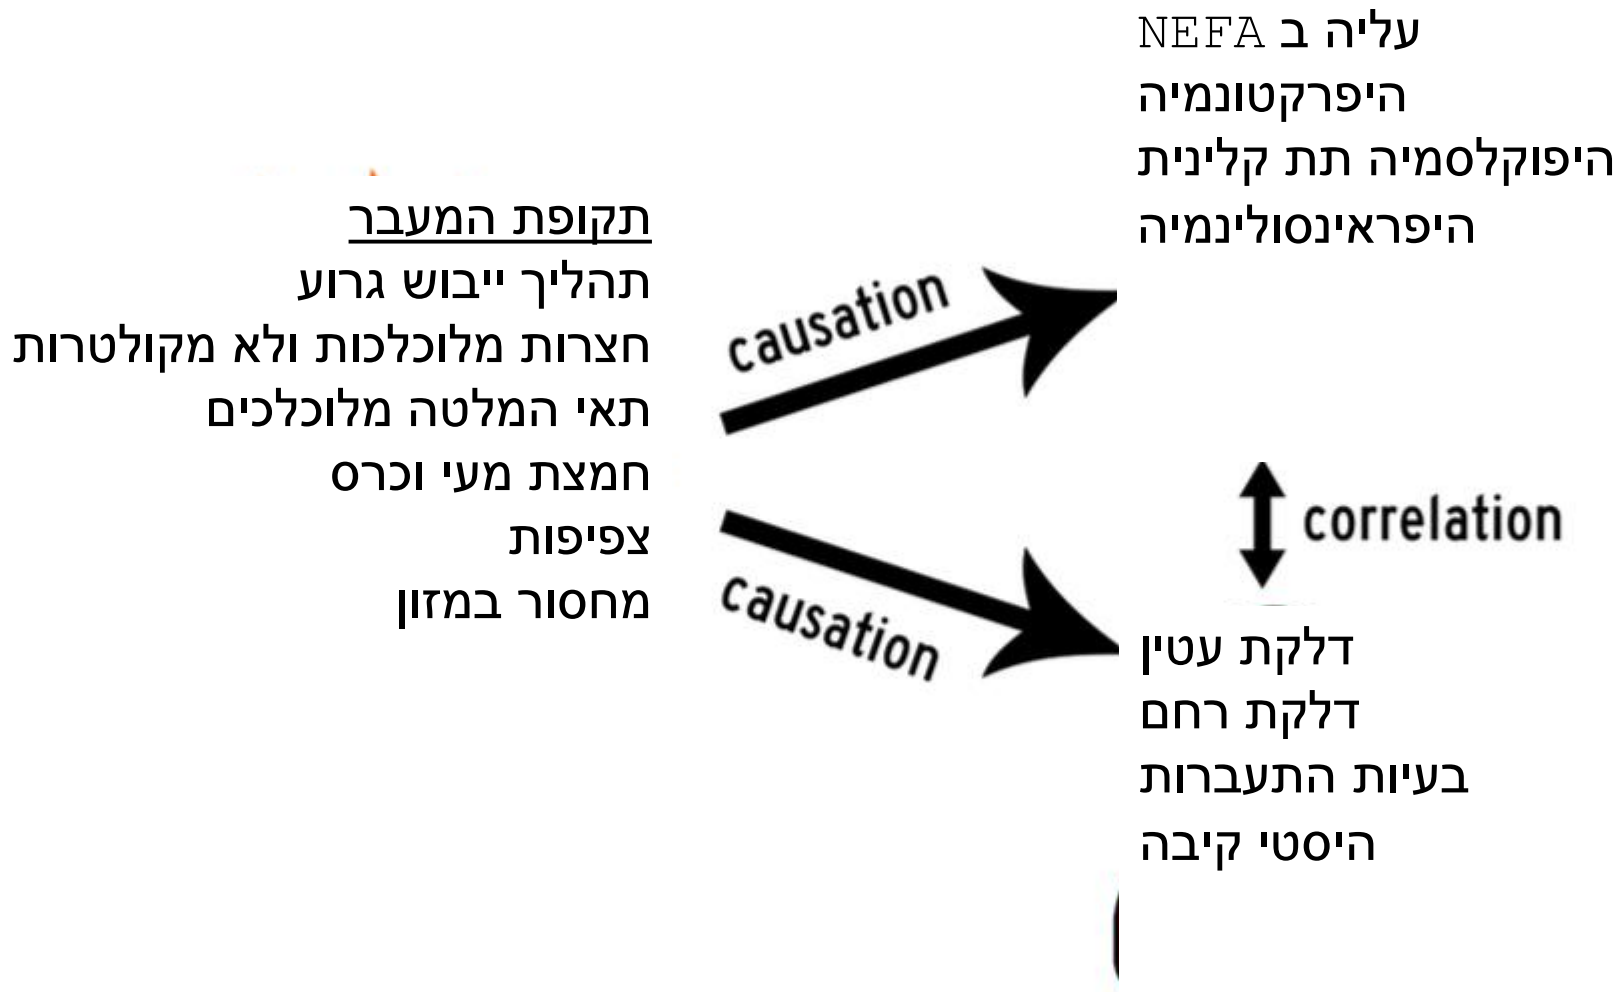 עליה ב NEFA
היפרקטונמיה
היפוקלסמיה תת קלינית
היפראינסולינמיה
תקופת המעבר
תהליך ייבוש גרוע
חצרות מלוכלכות ולא מקולטרות
תאי המלטה מלוכלכים
חמצת מעי וכרס
צפיפות
מחסור במזון
causation
causation
correlation
דלקת עטין
דלקת רחם
בעיות התעברות
היסטי קיבה